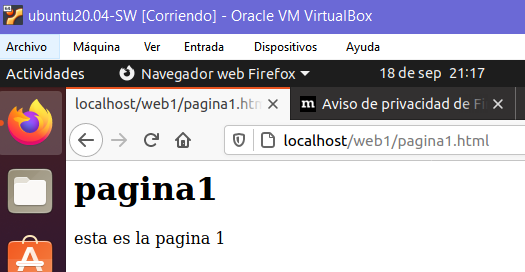 ubuntu20.04-SW [Corriendo] - Oracle VM VirtualBox
Archivo Máquina Ver Entrada Dispositivos Ayuda
Actividades Navegador web Firefox 18 de sep 21:17
localhost/web1/pagina1.htm Aviso de privacidad de Fi
localhost/web1/pagina1.html
pagina1
esta es la pagina 1